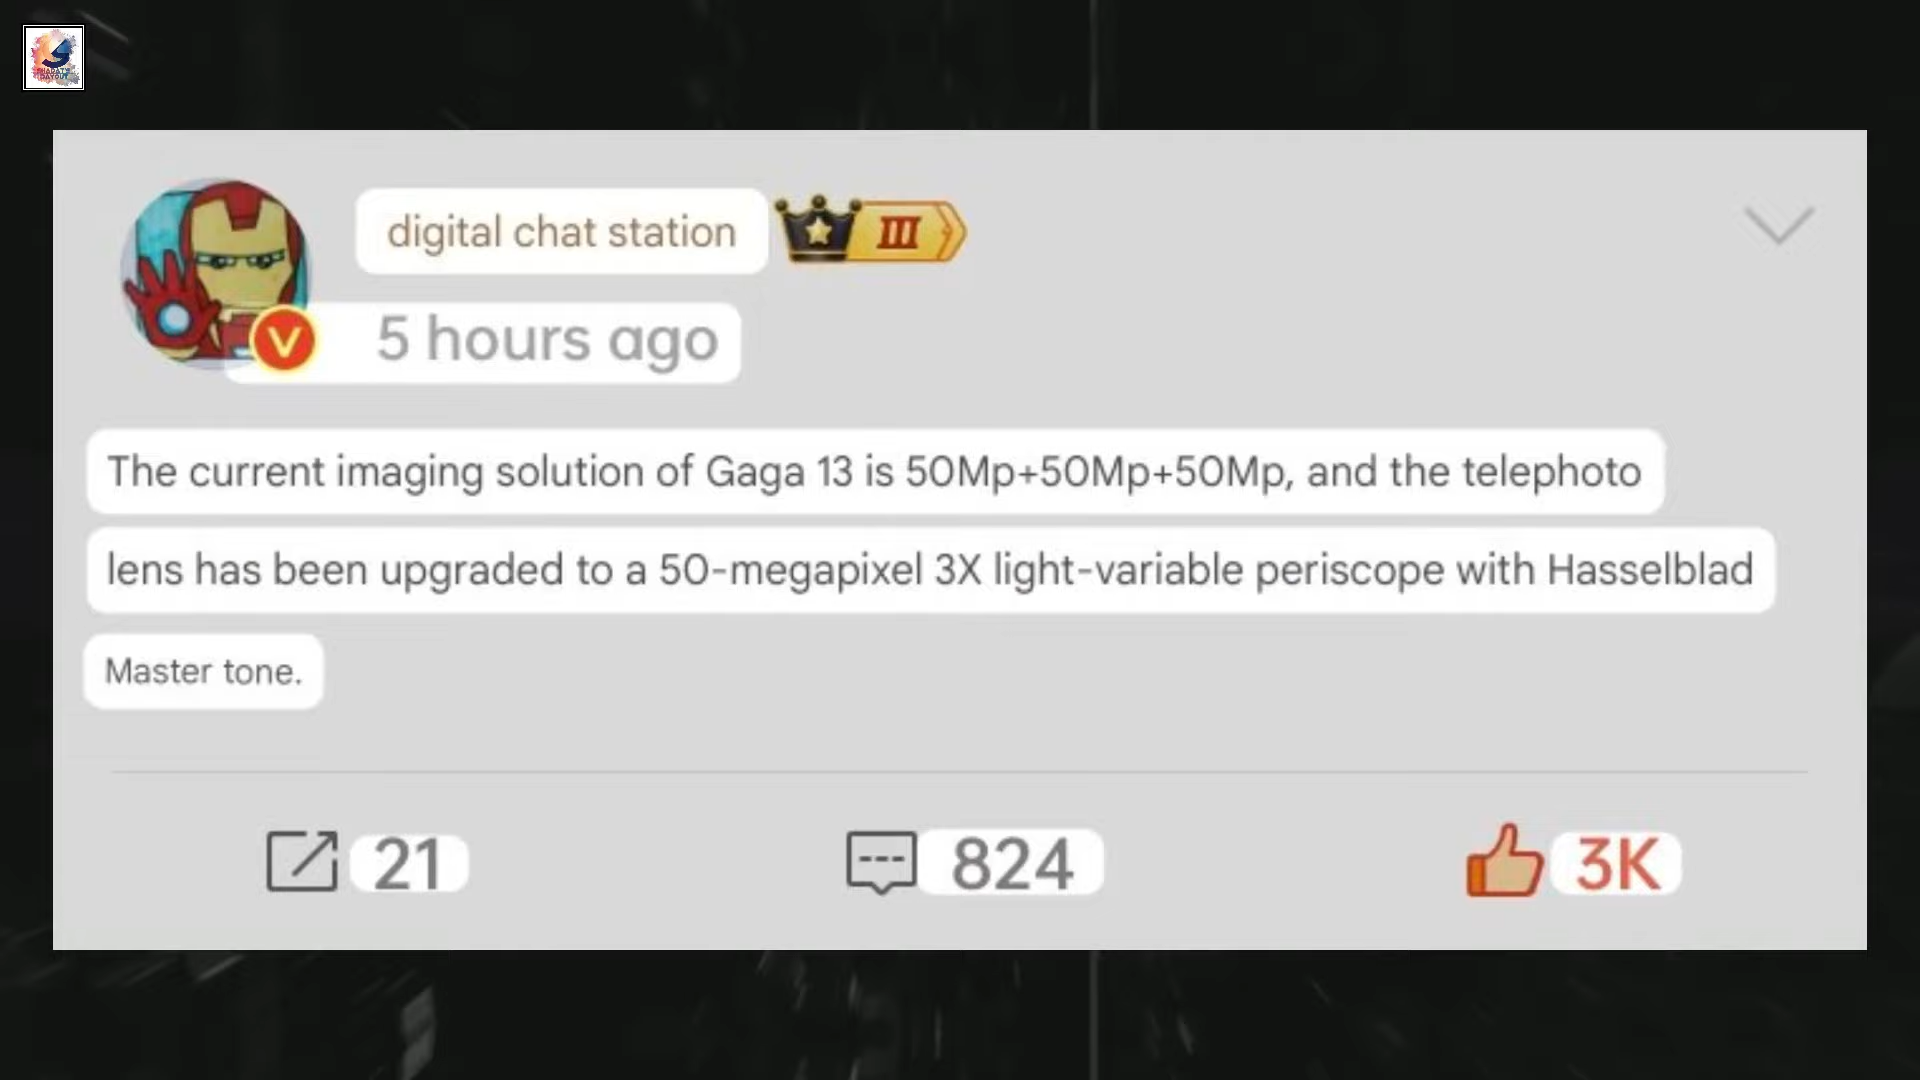 digital chat station
III
V
5 hours ago
The current imaging solution of Gaga 13 is 50Mp+50Mp+50Mp, and the telephoto
lens has been upgraded to a 50-megapixel 3X light-variable periscope with Hasselblad
Master tone.
21
824
3K